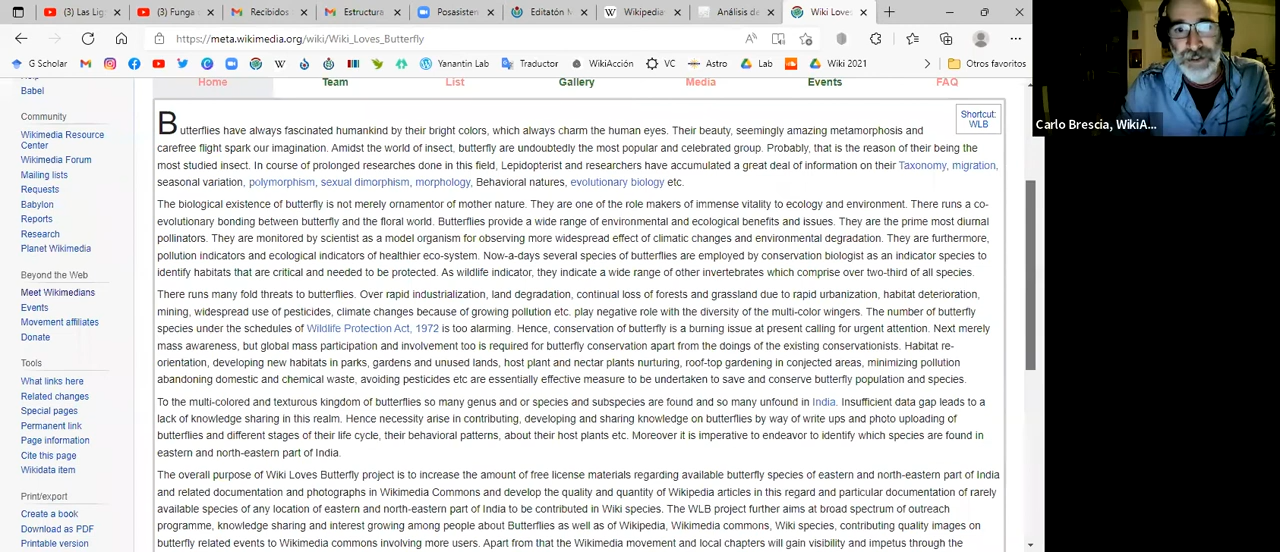 (3) Las Lig
(3) Funga
Recibidos
Estructura
Posasister
Editatón M
Wikipedia
Análisis de
Wiki Loves
https://meta.wikimedia.org/wiki/Wiki_Loves_Butterfly
G Scholar
Yanantin Lab
Traductor
WikiAcción
VC
Astro
Lab
Wiki 2021
Otros favoritos
Carlo Brescia, WikiA...
Help
Babel
Community
Wikimedia Resource
Center
Wikimedia Forum
Mailing lists
Requests
Babylon
Reports
Research
Planet Wikimedia
Beyond the Web
Meet Wikimedians
Events
Movement affiliates
Donate
Tools
What links here
Related changes
Special pages
Permanent link
Page information
Cite this page
Wikidata item
Print/export
Create a book
Download as PDF
Printable version
Home Team List Gallery Media Events FAQ
Shortcut:
WLB
Butterflies have always fascinated humankind by their bright colors, which always charm the human eyes. Their beauty, seemingly amazing metamorphosis and
carefree flight spark our imagination. Amidst the world of insect, butterfly are undoubtedly the most popular and celebrated group. Probably, that is the reason of their being the
most studied insect. In course of prolonged researches done in this field, Lepidopterist and researchers have accumulated a great deal of information on their Taxonomy, migration,
seasonal variation, polymorphism, sexual dimorphism, morphology, Behavioral natures, evolutionary biology etc.
The biological existence of butterfly is not merely ornamentor of mother nature. They are one of the role makers of immense vitality to ecology and environment. There runs a co-
evolutionary bonding between butterfly and the floral world. Butterflies provide a wide range of environmental and ecological benefits and issues. They are the prime most diurnal
pollinators. They are monitored by scientist as a model organism for observing more widespread effect of climatic changes and environmental degradation. They are furthermore,
pollution indicators and ecological indicators of healthier eco-system. Now-a-days several species of butterflies are employed by conservation biologist as an indicator species to
identify habitats that are critical and needed to be protected. As wildlife indicator, they indicate a wide range of other invertebrates which comprise over two-third of all species.
There runs many fold threats to butterflies. Over rapid industrialization, land degradation, continual loss of forests and grassland due to rapid urbanization, habitat deterioration,
mining, widespread use of pesticides, climate changes because of growing pollution etc. play negative role with the diversity of the multi-color wingers. The number of butterfly
species under the schedules of Wildlife Protection Act, 1972 is too alarming. Hence, conservation of butterfly is a burning issue at present calling for urgent attention. Next merely
mass awareness, but global mass participation and involvement too is required for butterfly conservation apart from the doings of the existing conservationists. Habitat re-
orientation, developing new habitats in parks, gardens and unused lands, host plant and nectar plants nurturing, roof-top gardening in conjected areas, minimizing pollution
abandoning domestic and chemical waste, avoiding pesticides etc are essentially effective measure to be undertaken to save and conserve butterfly population and species.
To the multi-colored and texturous kingdom of butterflies so many genus and or species and subspecies are found and so many unfound in India. Insufficient data gap leads to a
lack of knowledge sharing in this realm. Hence necessity arise in contributing, developing and sharing knowledge on butterflies by way of write ups and photo uploading of
butterflies and different stages of their life cycle, their behavioral patterns, about their host plants etc. Moreover it is imperative to endeavor to identify which species are found in
eastern and north-eastern part of India.
The overall purpose of Wiki Loves Butterfly project is to increase the amount of free license materials regarding available butterfly species of eastern and north-eastern part of India
and related documentation and photographs in Wikimedia Commons and develop the quality and quantity of Wikipedia articles in this regard and particular documentation of rarely
available species of any location of eastern and north-eastern part of India to be contributed in Wiki species. The WLB project further aims at broad spectrum of outreach
programme, knowledge sharing and interest growing among people about Butterflies as well as of Wikipedia, Wikimedia commons, Wiki species, contributing quality images on
butterfly related events to Wikimedia commons involving more users. Apart from that the Wikimedia movement and local chapters will gain visibility and impetus through the